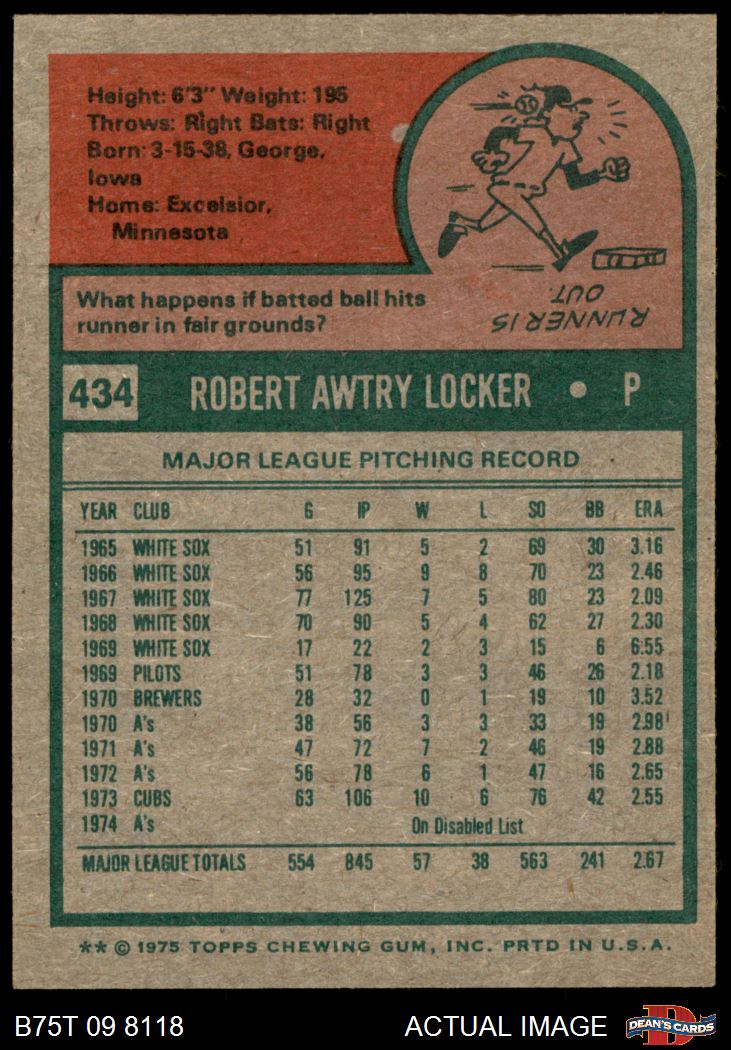 Height: 6'3" Weight: 195
Throws: Right Bats: Right
Born: 3-15-38, George,
Iowa
Home: Excelsior,
Minnesota
What happens if batted ball hits
runner in fair grounds?
RUNNER IS
OUT.
434 ROBERT AWTRY LOCKER • P
MAJOR LEAGUE PITCHING RECORD
YEAR CLUB G IP W L SO BB ERA
1965 WHITE SOX 51 91 5 2 69 30 3.16
1966 WHITE SOX 56 95 9 8 70 23 2.46
1967 WHITE SOX 77 125 7 5 80 23 2.09
1968 WHITE SOX 70 90 5 4 62 27 2.30
1969 WHITE SOX 17 22 2 3 15 6 6.55
1969 PILOTS 51 78 3 3 46 26 2.18
1970 BREWERS 28 32 0 1 19 10 3.52
1970 A's 38 56 3 3 33 19 2.98
1971 A's 47 72 7 2 46 19 2.88
1972 A's 56 78 6 1 47 16 2.65
1973 CUBS 63 106 10 6 76 42 2.55
1974 A's On Disabled List
MAJOR LEAGUE TOTALS 554 845 57 38 563 241 2.67
** © 1975 TOPPS CHEWING GUM, INC. PRTD IN U.S.A.
B75T 09 8118 ACTUAL IMAGE D DEAN'S CARDS
www.DeansCards.com